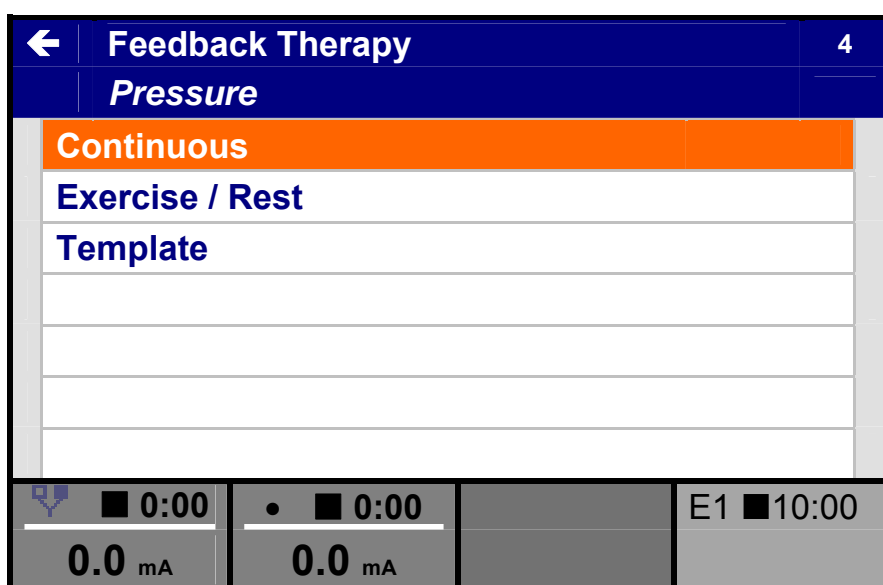 Feedback Therapy 4
Pressure
Continuous
Exercise / Rest
Template
0:00 0:00 E1 10:00
0.0 mA 0.0 mA